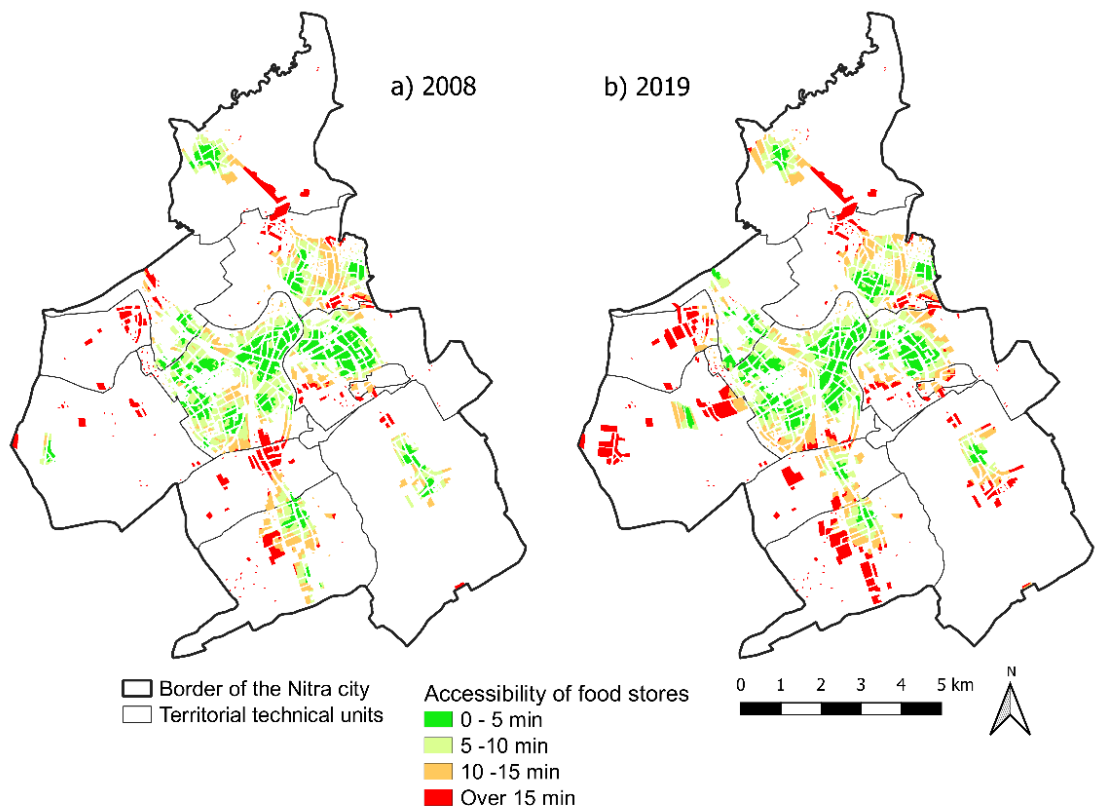 a) 2008
b) 2019
Border of the Nitra city
Territorial technical units
Accessibility of food stores
0 - 5 min
5 -10 min
10 -15 min
Over 15 min
0 1 2 3 4 5 km
N